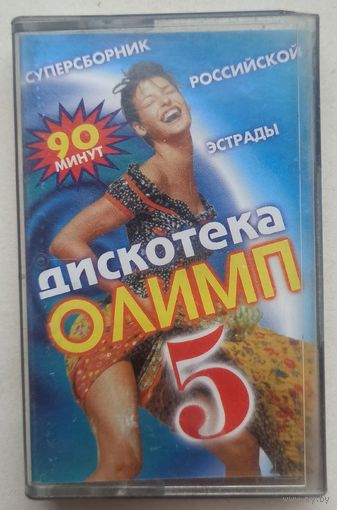 СУПЕРСБОРНИК
РОССИЙСКОЙ
ЭСТРАДЫ
90
МИНУТ
дискотека
ОЛИМП
5